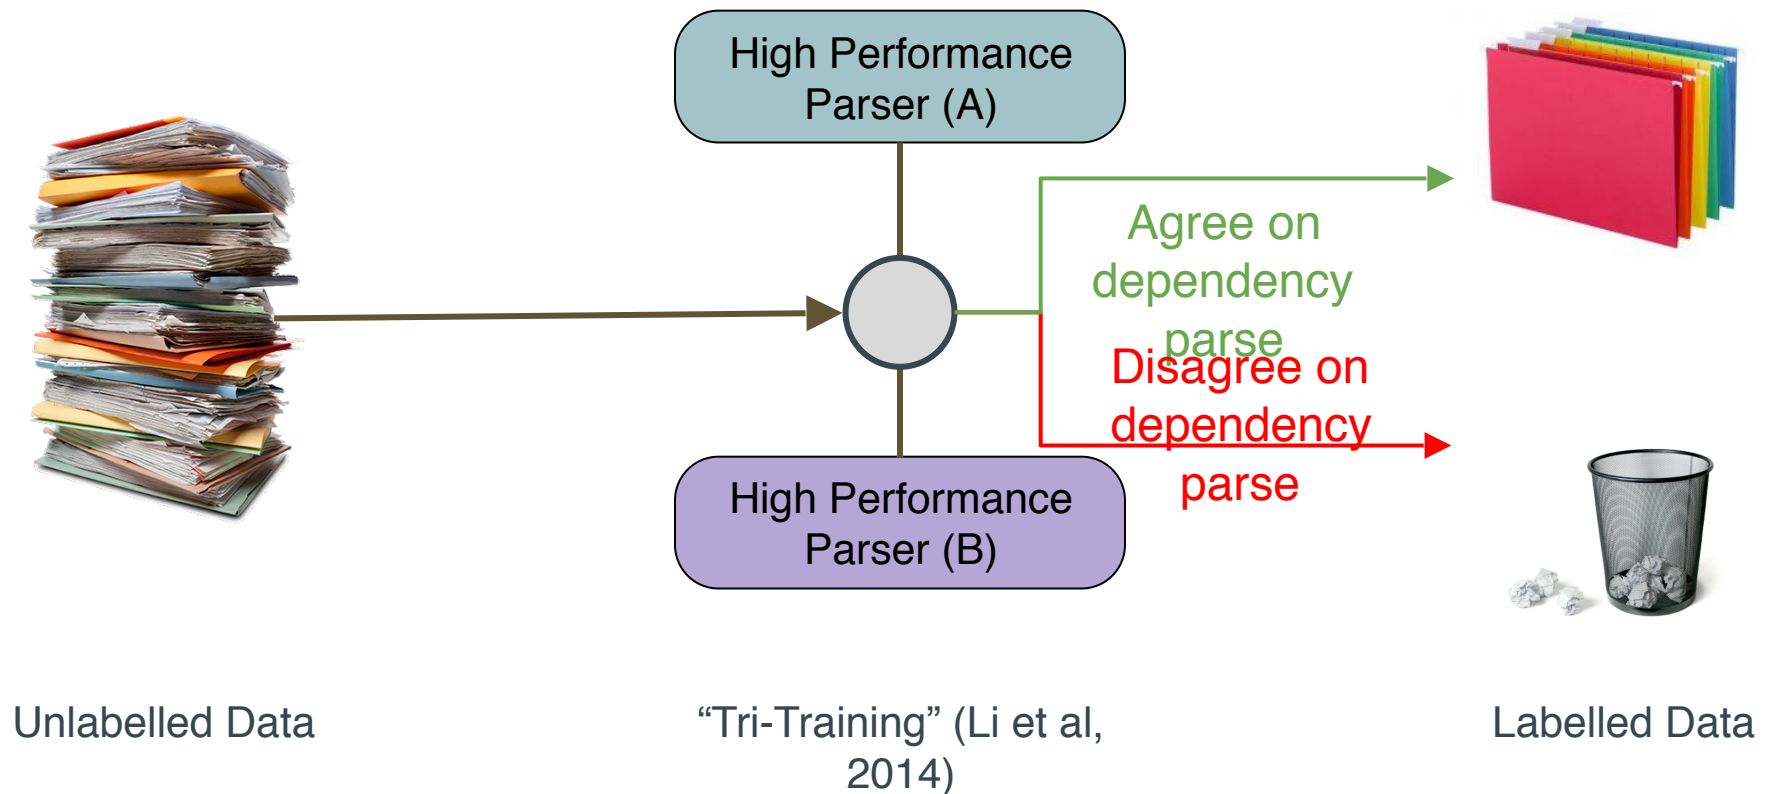 High Performance
Parser (A)
Agree on
dependency
parse
Disagree on
dependency
parse
High Performance
Parser (B)
Unlabelled Data
“Tri-Training” (Li et al,
2014)
Labelled Data